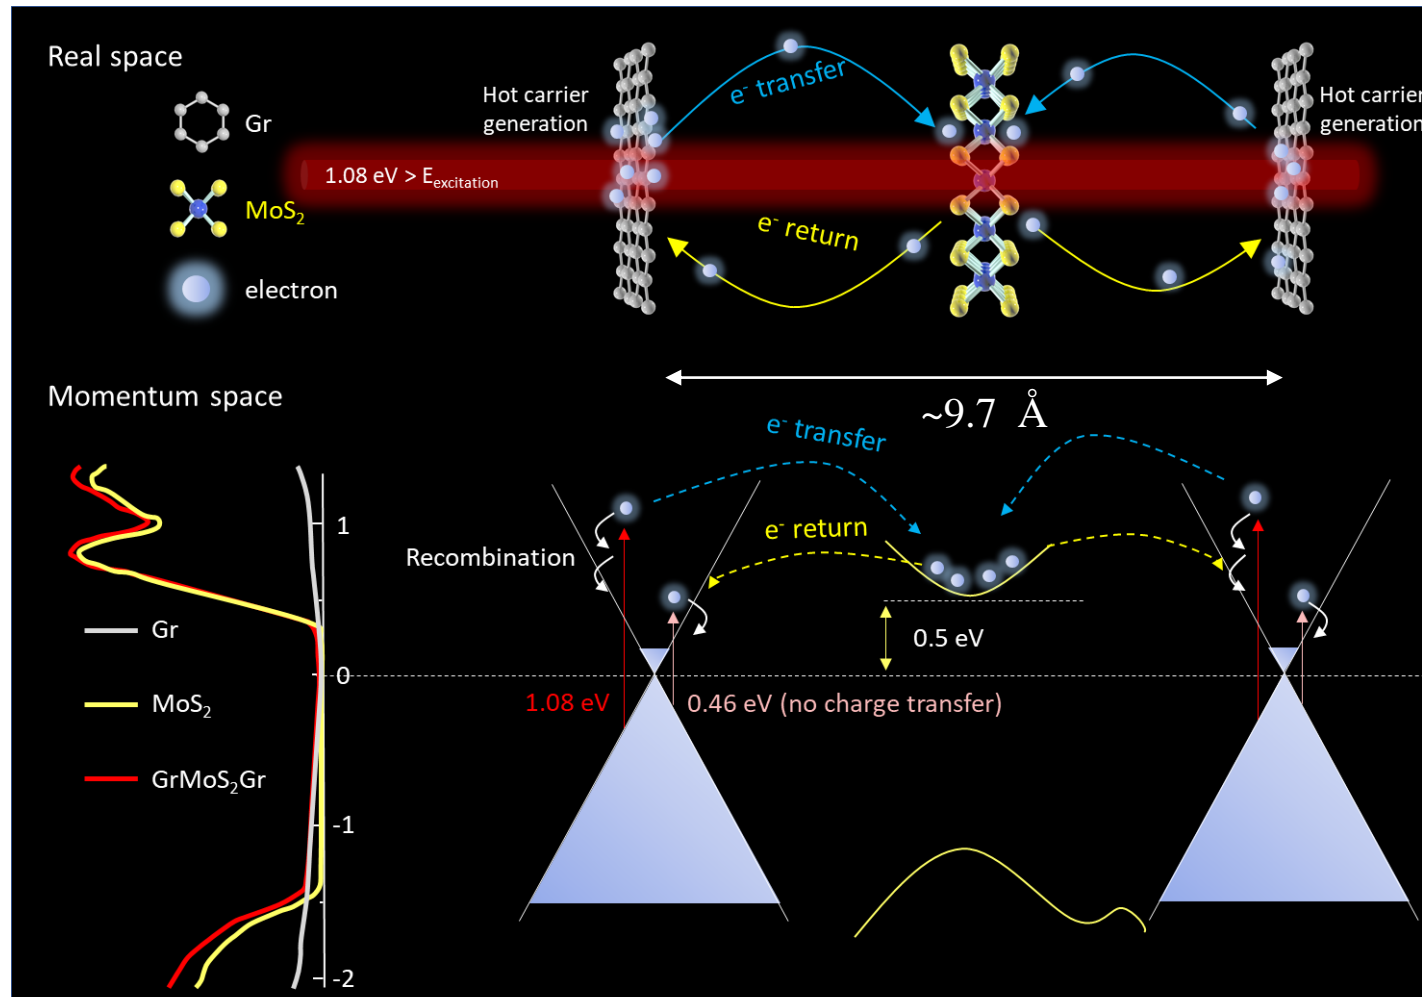 Real space
Gr
MoS₂
electron
Hot carrier
generation
e⁻ transfer
Hot carrier
generation
1.08 eV > Eexcitation
e⁻ return
~9.7 Å
Momentum space
e⁻ transfer
e⁻ return
Recombination
1
0
-1
-2
Gr
MoS₂
GrMoS₂Gr
0.5 eV
1.08 eV
0.46 eV (no charge transfer)